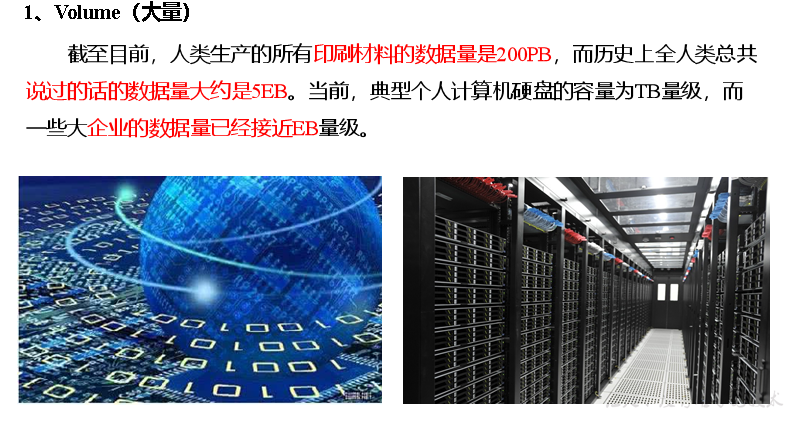 1、Volume（大量）
截至目前，人类生产的所有印刷材料的数据量是200PB，而历史上全人类总共
说过的话的数据量大约是5EB。当前，典型个人计算机硬盘的容量为TB量级，而
一些大企业的数据量已经接近EB量级。